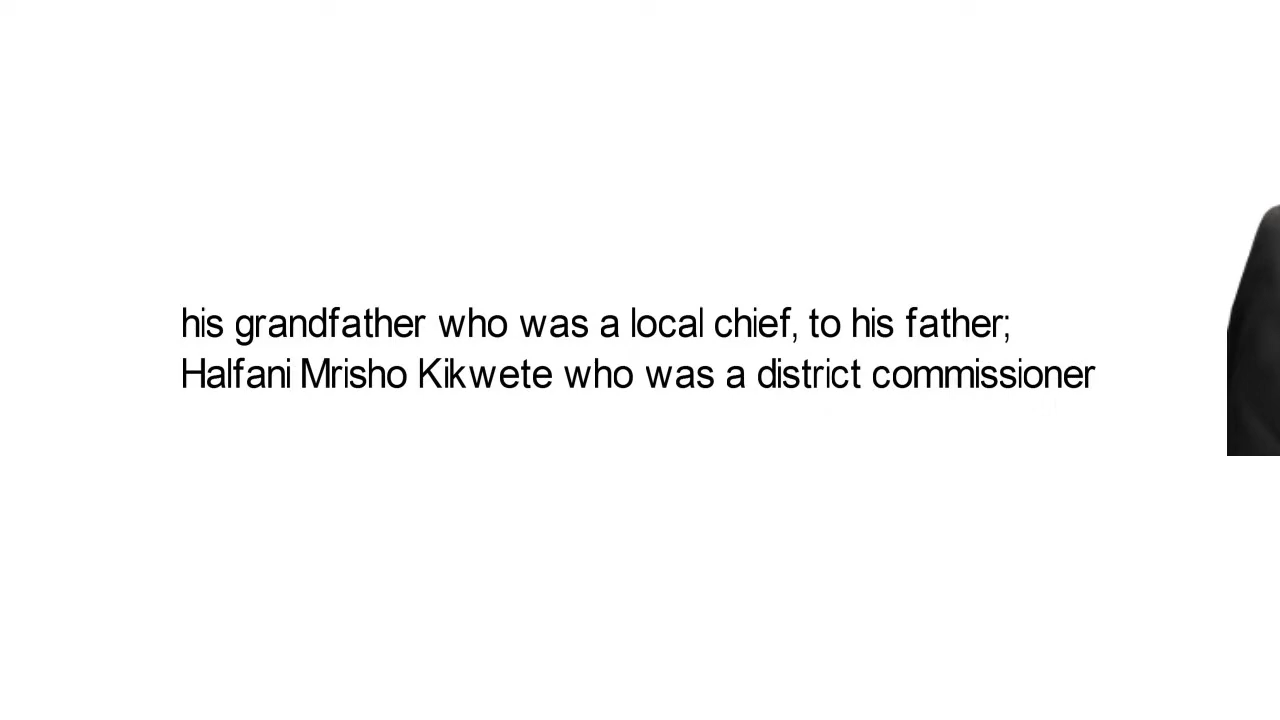 his grandfather who was a local chief, to his father;
Halfani Mrisho Kikwete who was a district commissioner